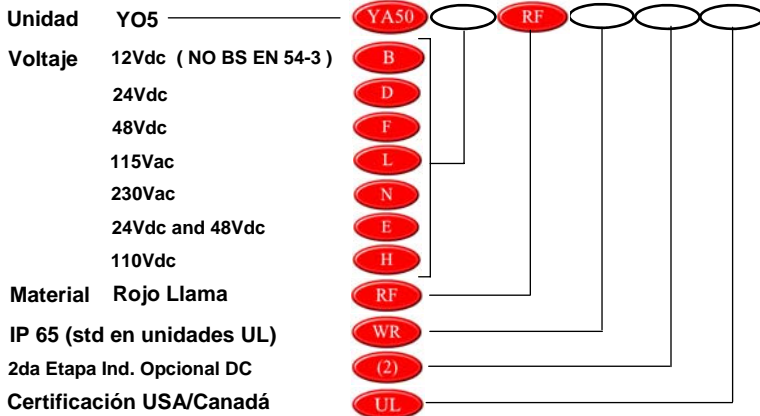 Unidad YO5 YA50 RF
Voltaje 12Vdc ( NO BS EN 54-3 ) B
24Vdc D
48Vdc F
115Vac L
230Vac N
24Vdc and 48Vdc E
110Vdc H
Material Rojo Llama RF
IP 65 (std en unidades UL) WR
2da Etapa Ind. Opcional DC (2)
Certificación USA/Canadá UL